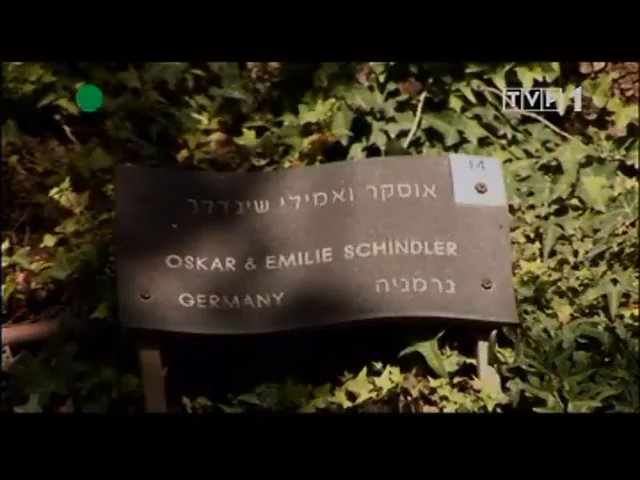 TVP1
14
אוסקר ואמילי שינדלר
OSKAR & EMILIE SCHINDLER
גרמניה
GERMANY